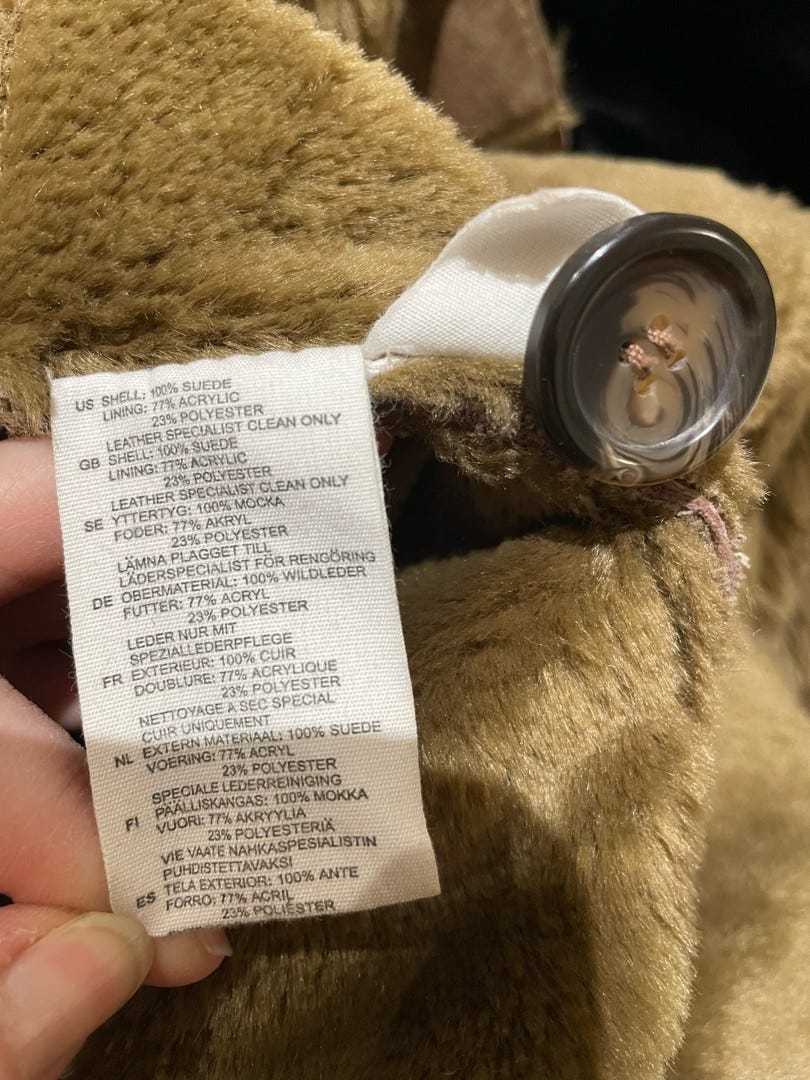 US SHELL: 100% SUEDE
LINING: 77% ACRYLIC
23% POLYESTER
LEATHER SPECIALIST CLEAN ONLY
GB SHELL: 100% SUEDE
LINING: 77% ACRYLIC
23% POLYESTER
LEATHER SPECIALIST CLEAN ONLY
SE YTTERTYG: 100% MOCKA
FODER: 77% AKRYL
23% POLYESTER
LÄMNA PLAGGET TILL
LÄDERSPECIALIST FÖR RENGÖRING
DE OBERMATERIAL: 100% WILDLEDER
FUTTER: 77% ACRYL
23% POLYESTER
LEDER NUR MIT
SPEZIALLEDERPFLEGE
FR EXTERIEUR: 100% CUIR
DOUBLURE: 77% ACRYLIQUE
23% POLYESTER
NETTOYAGE A SEC SPECIAL
CUIR UNIQUEMENT
NL EXTERN MATERIAAL: 100% SUEDE
VOERING: 77% ACRYL
23% POLYESTER
SPECIALE LEDERREINIGING
FI PÄÄLLISKANGAS: 100% MOKKA
VUORI: 77% AKRYYLIA
23% POLYESTERIÄ
VIE VAATE NAHKASPESIALISTIN
PUHDISTETTAVAKSI
ES TELA EXTERIOR: 100% ANTE
FORRO: 77% ACRIL
23% POLIÉSTER